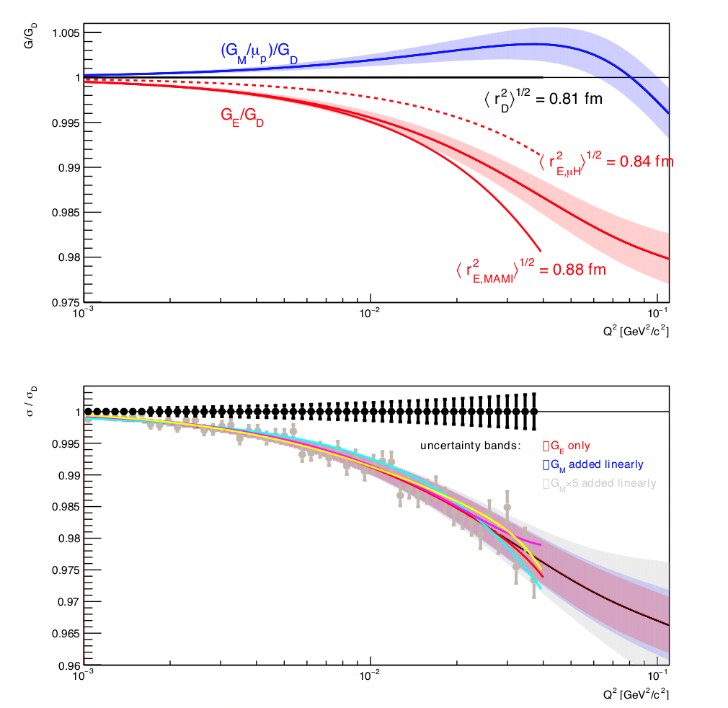 G/G_D
1.005
1
0.995
0.99
0.985
0.98
0.975
(G_M/μ_p)/G_D
G_E/G_D
⟨ r_D^2 ⟩^1/2 = 0.81 fm
⟨ r_E,μH^2 ⟩^1/2 = 0.84 fm
⟨ r_E,MAMI^2 ⟩^1/2 = 0.88 fm
10^−3
10^−2
10^−1
Q^2 [GeV^2/c^2]
σ / σ_D
1
0.995
0.99
0.985
0.98
0.975
0.97
0.965
0.96
uncertainty bands:
G_E only
G_M added linearly
G_M×5 added linearly
10^−3
10^−2
10^−1
Q^2 [GeV^2/c^2]